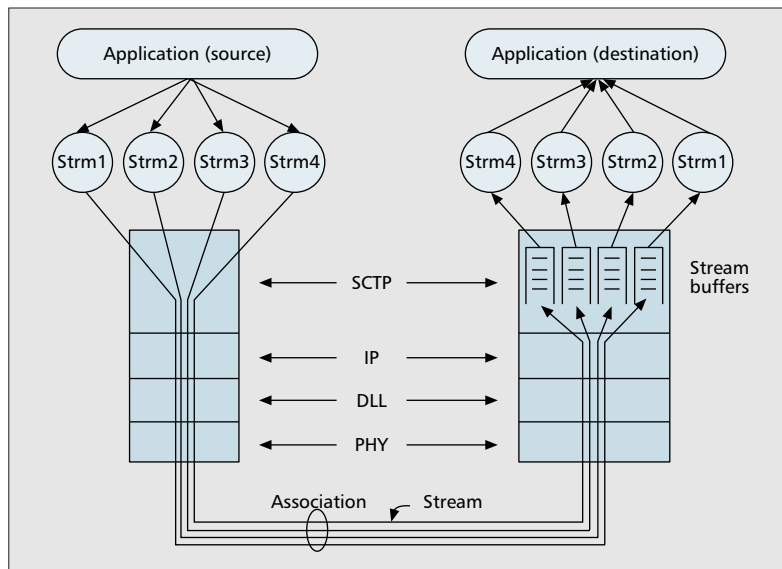 Application (source)
Application (destination)
Strm1
Strm2
Strm3
Strm4
Strm4
Strm3
Strm2
Strm1
SCTP
Stream
buffers
IP
DLL
PHY
Association
Stream